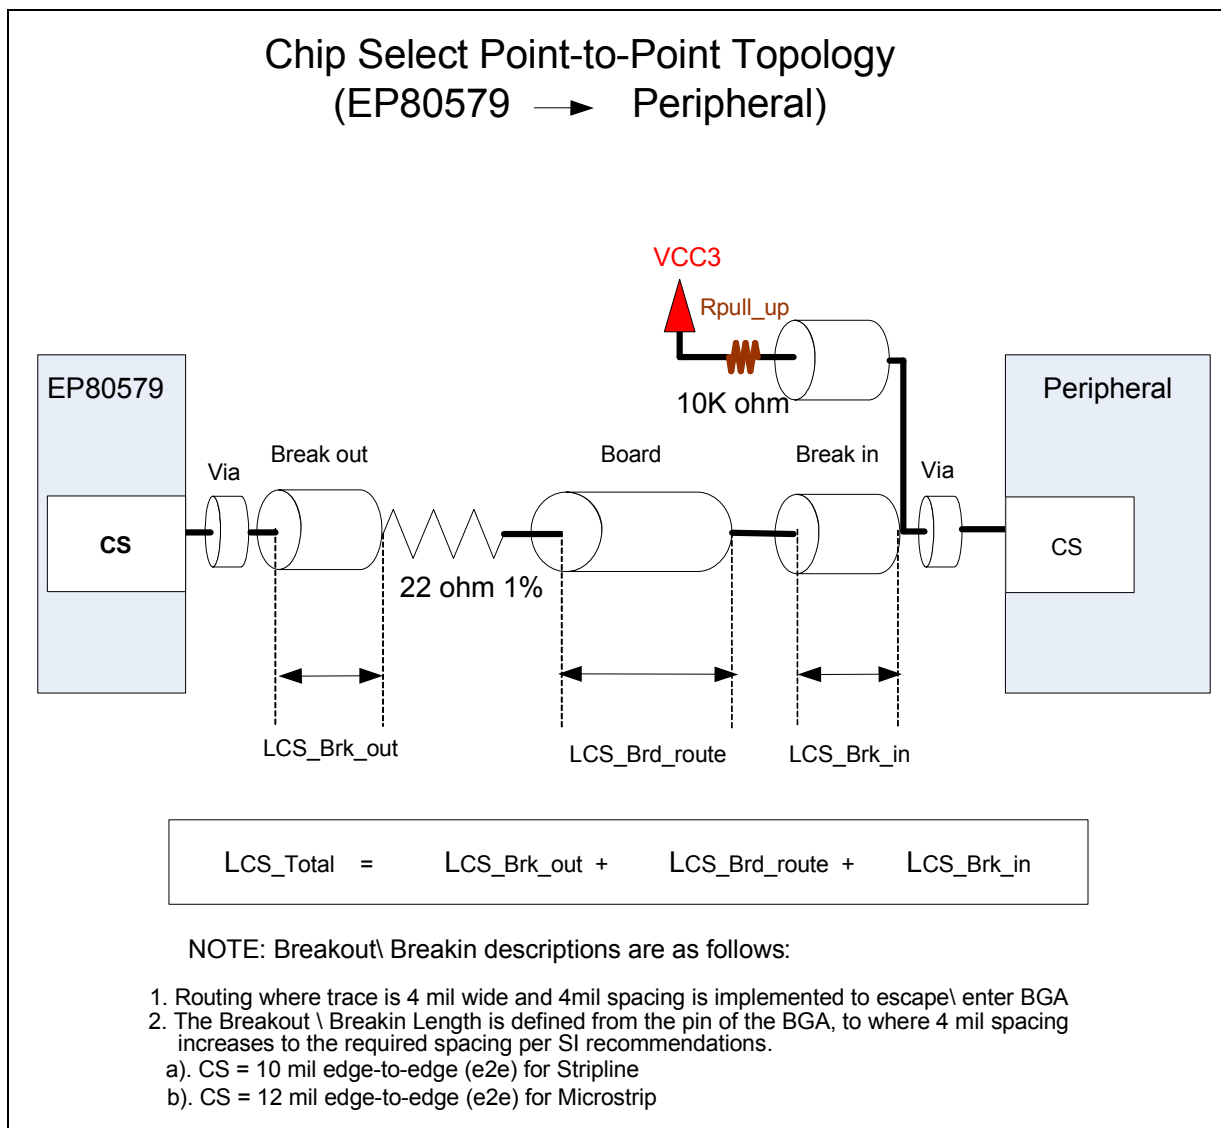 Chip Select Point-to-Point Topology
(EP80579 Peripheral)
VCC3
Rpull_up
10K ohm
EP80579
Peripheral
Via
Break out
Board
Break in
Via
CS
22 ohm 1%
CS
LCS_Brk_out
LCS_Brd_route
LCS_Brk_in
LCS_Total = LCS_Brk_out + LCS_Brd_route + LCS_Brk_in
NOTE: Breakout\ Breakin descriptions are as follows:
1. Routing where trace is 4 mil wide and 4mil spacing is implemented to escape\ enter BGA
2. The Breakout \ Breakin Length is defined from the pin of the BGA, to where 4 mil spacing
increases to the required spacing per SI recommendations.
a). CS = 10 mil edge-to-edge (e2e) for Stripline
b). CS = 12 mil edge-to-edge (e2e) for Microstrip